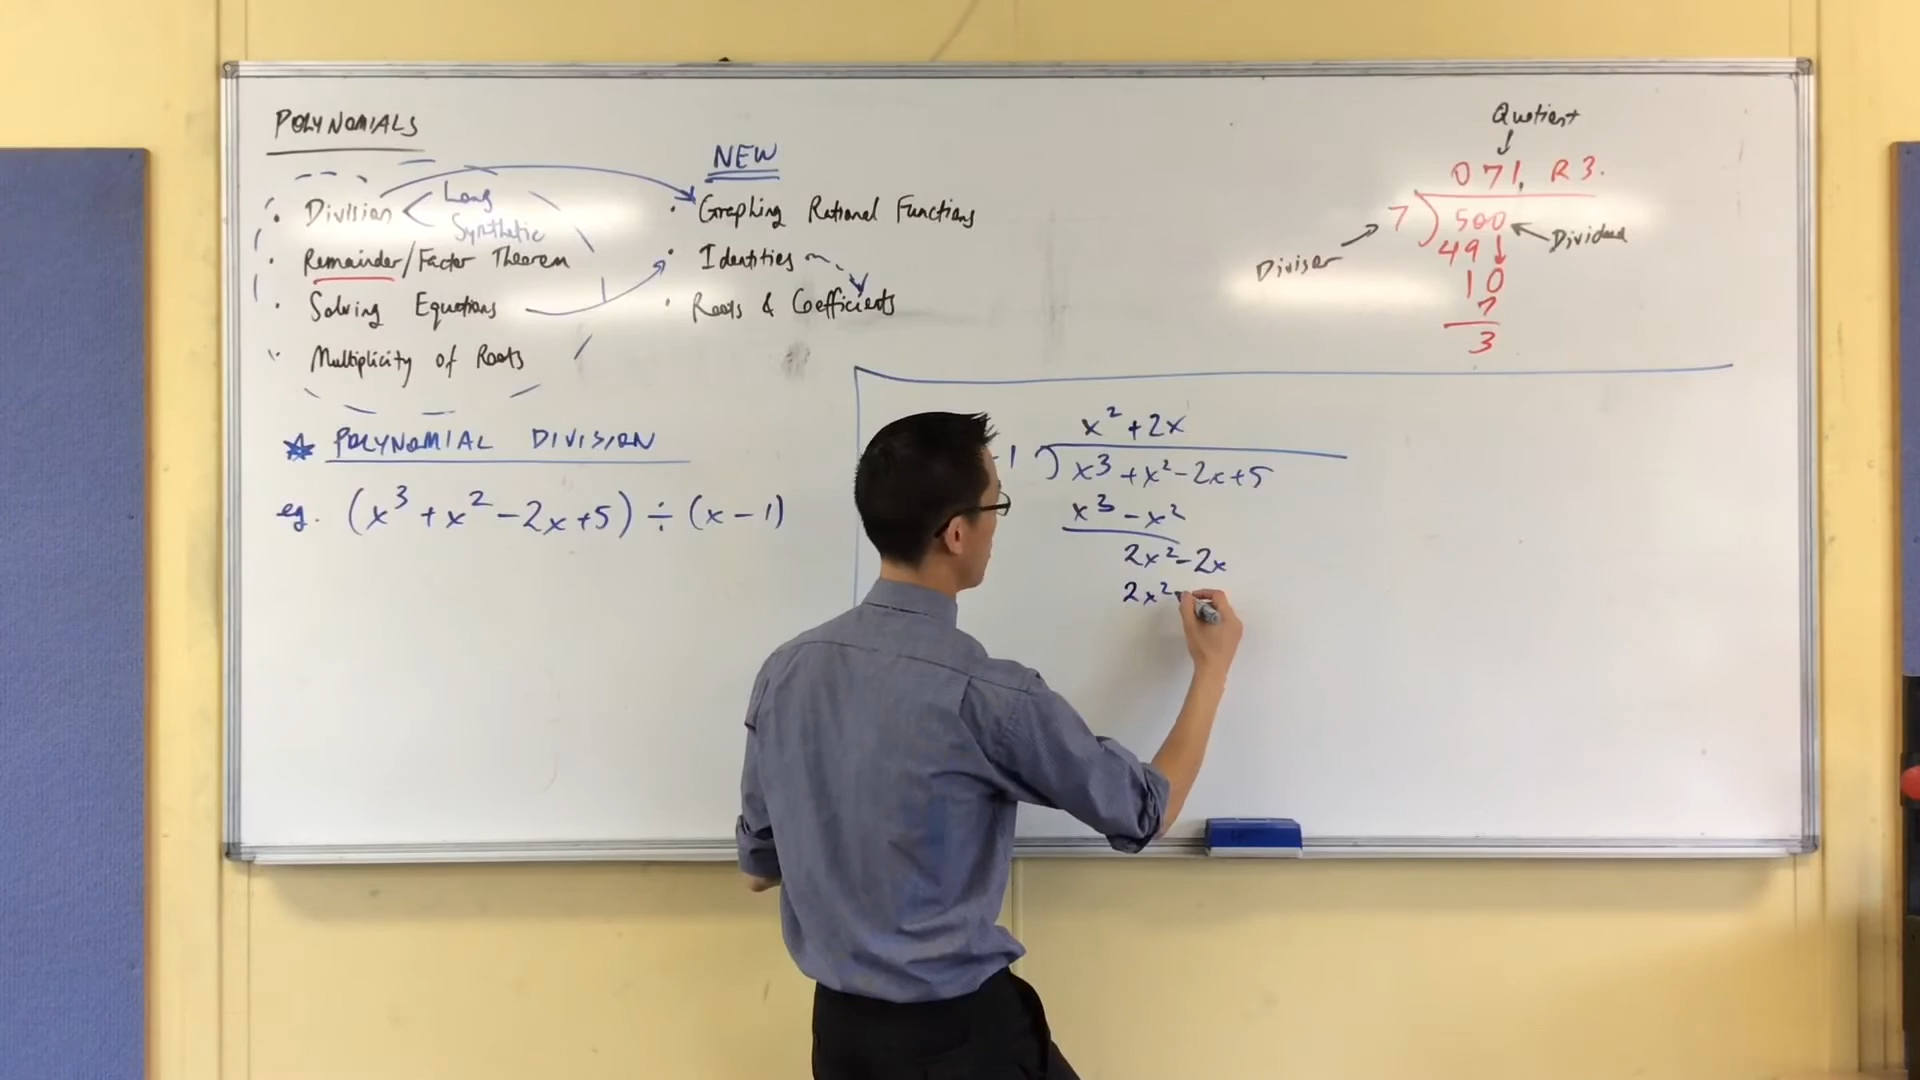 POLYNOMIALS
• Division < Long
Synthetic
• Remainder/Factor Theorem
• Solving Equations
• Multiplicity of Roots
NEW
• Graphing Rational Functions
• Identities
• Roots & Coefficients
Quotient
071 R 3.
7 ) 500
Divisor
Dividend
49
10
7
3
* POLYNOMIAL DIVISION
eg. (x³ + x² - 2x + 5) ÷ (x - 1)
x² + 2x
-1 ) x³ + x² - 2x + 5
x³ - x²
2x² - 2x
2x²